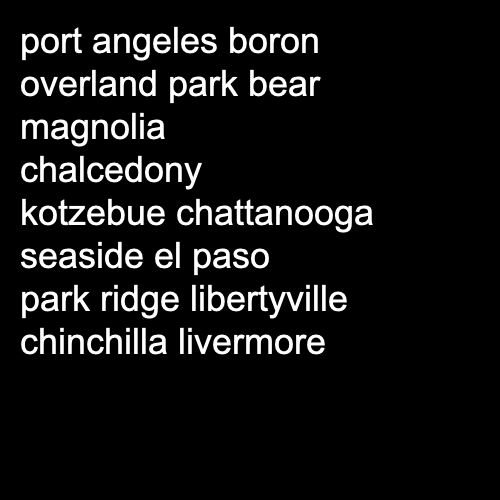 port angeles boron
overland park bear
magnolia
chalcedony
kotzebue chattanooga
seaside el paso
park ridge libertyville
chinchilla livermore